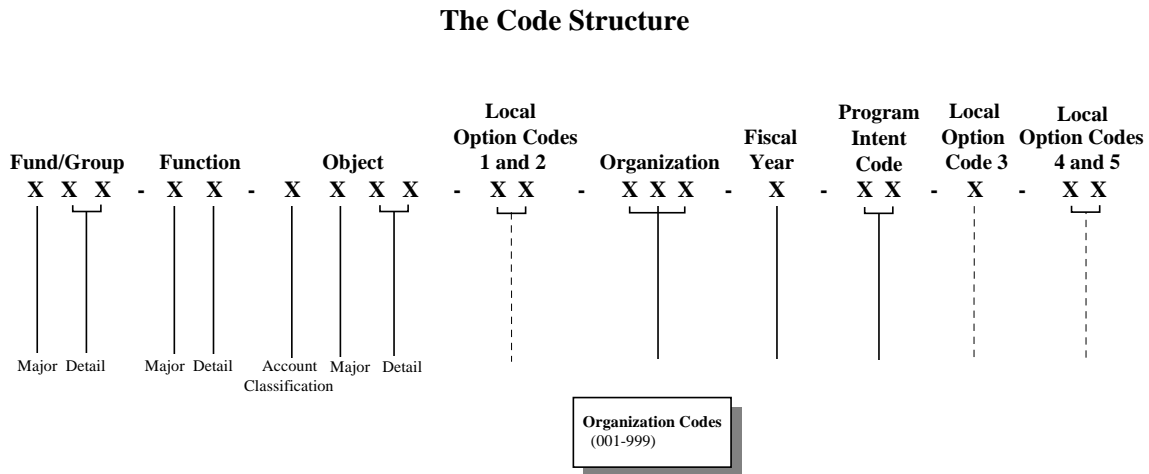 The Code Structure
Fund/Group
Function
Object
Local
Option Codes
1 and 2
Organization
Fiscal
Year
Program
Intent
Code
Local
Option
Code 3
Local
Option Codes
4 and 5
X X X - X X - X X X X - X X - X X X - X - X X - X - X X
Major Detail
Major Detail
Account
Classification
Major Detail
Organization Codes
(001-999)